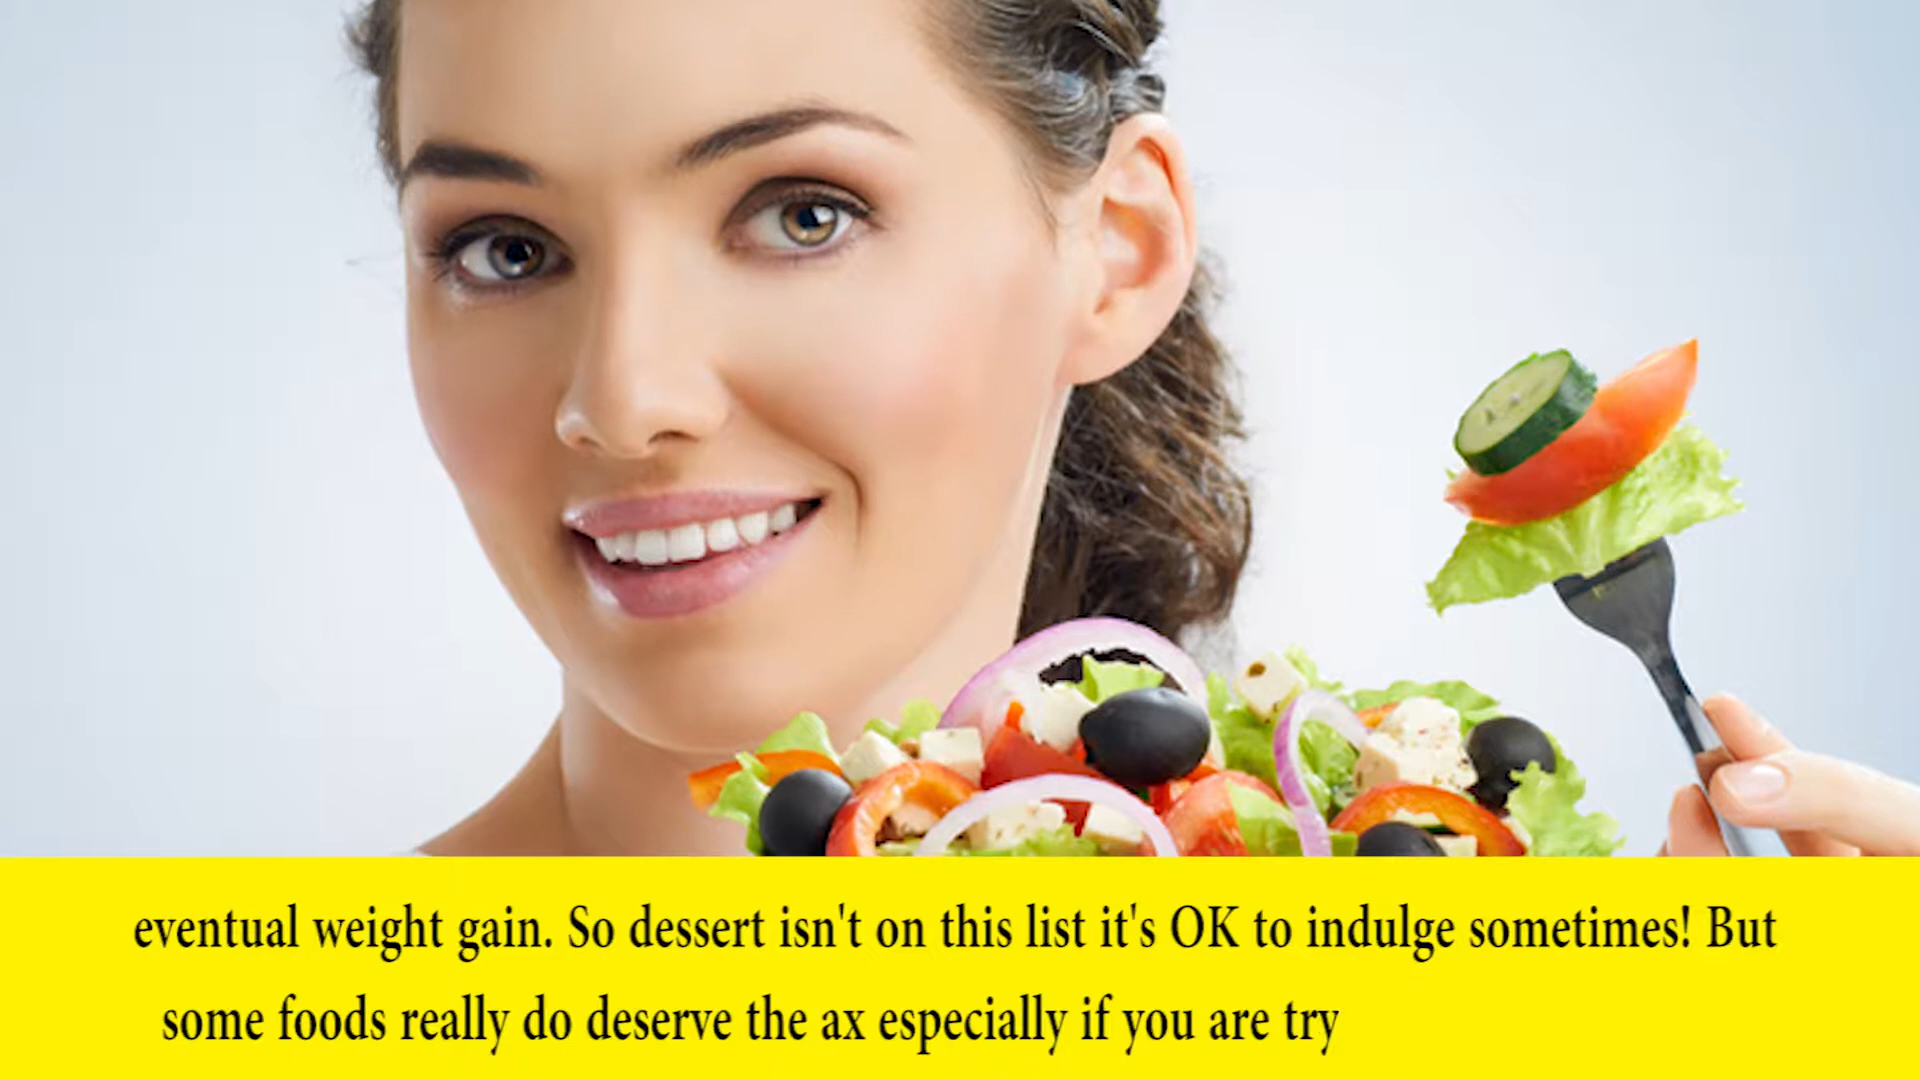 eventual weight gain. So dessert isn't on this list it's OK to indulge sometimes! But
some foods really do deserve the ax especially if you are try